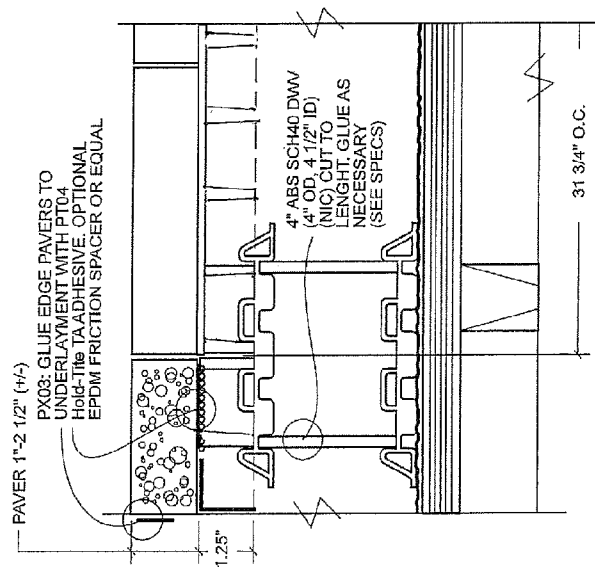 PAVER 1"-2 1/2" (+/-)
PX03: GLUE EDGE PAVERS TO
UNDERLAYMENT WITH PT04
Hold-Tite TA ADHESIVE. OPTIONAL
EPDM FRICTION SPACER OR EQUAL
1.25"
4" ABS SCH40 DWV
(4" OD, 4 1/2" ID)
(NIC) CUT TO
LENGHT. GLUE AS
NECESSARY
(SEE SPECS)
31 3/4" O.C.